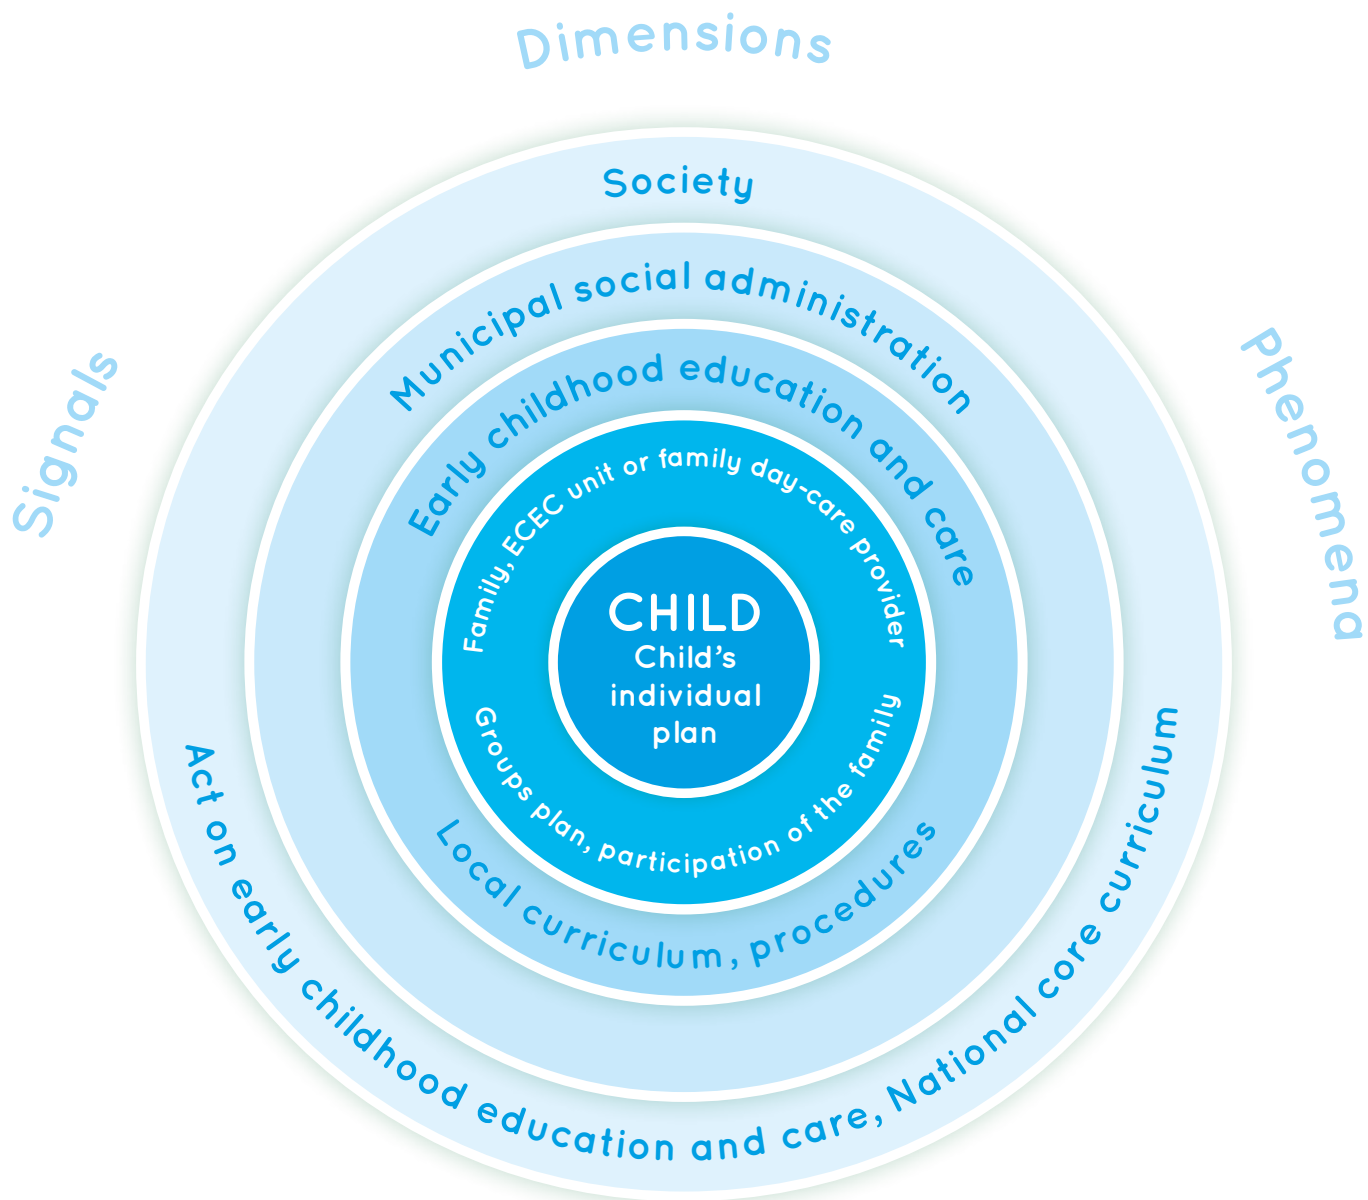 Dimensions
Signals
Phenomena
Society
Municipal social administration
Early childhood education and care
Family, ECEC unit or family day-care provider
CHILD
Child’s
individual
plan
Groups plan, participation of the family
Local curriculum, procedures
Act on early childhood education and care, National core curriculum